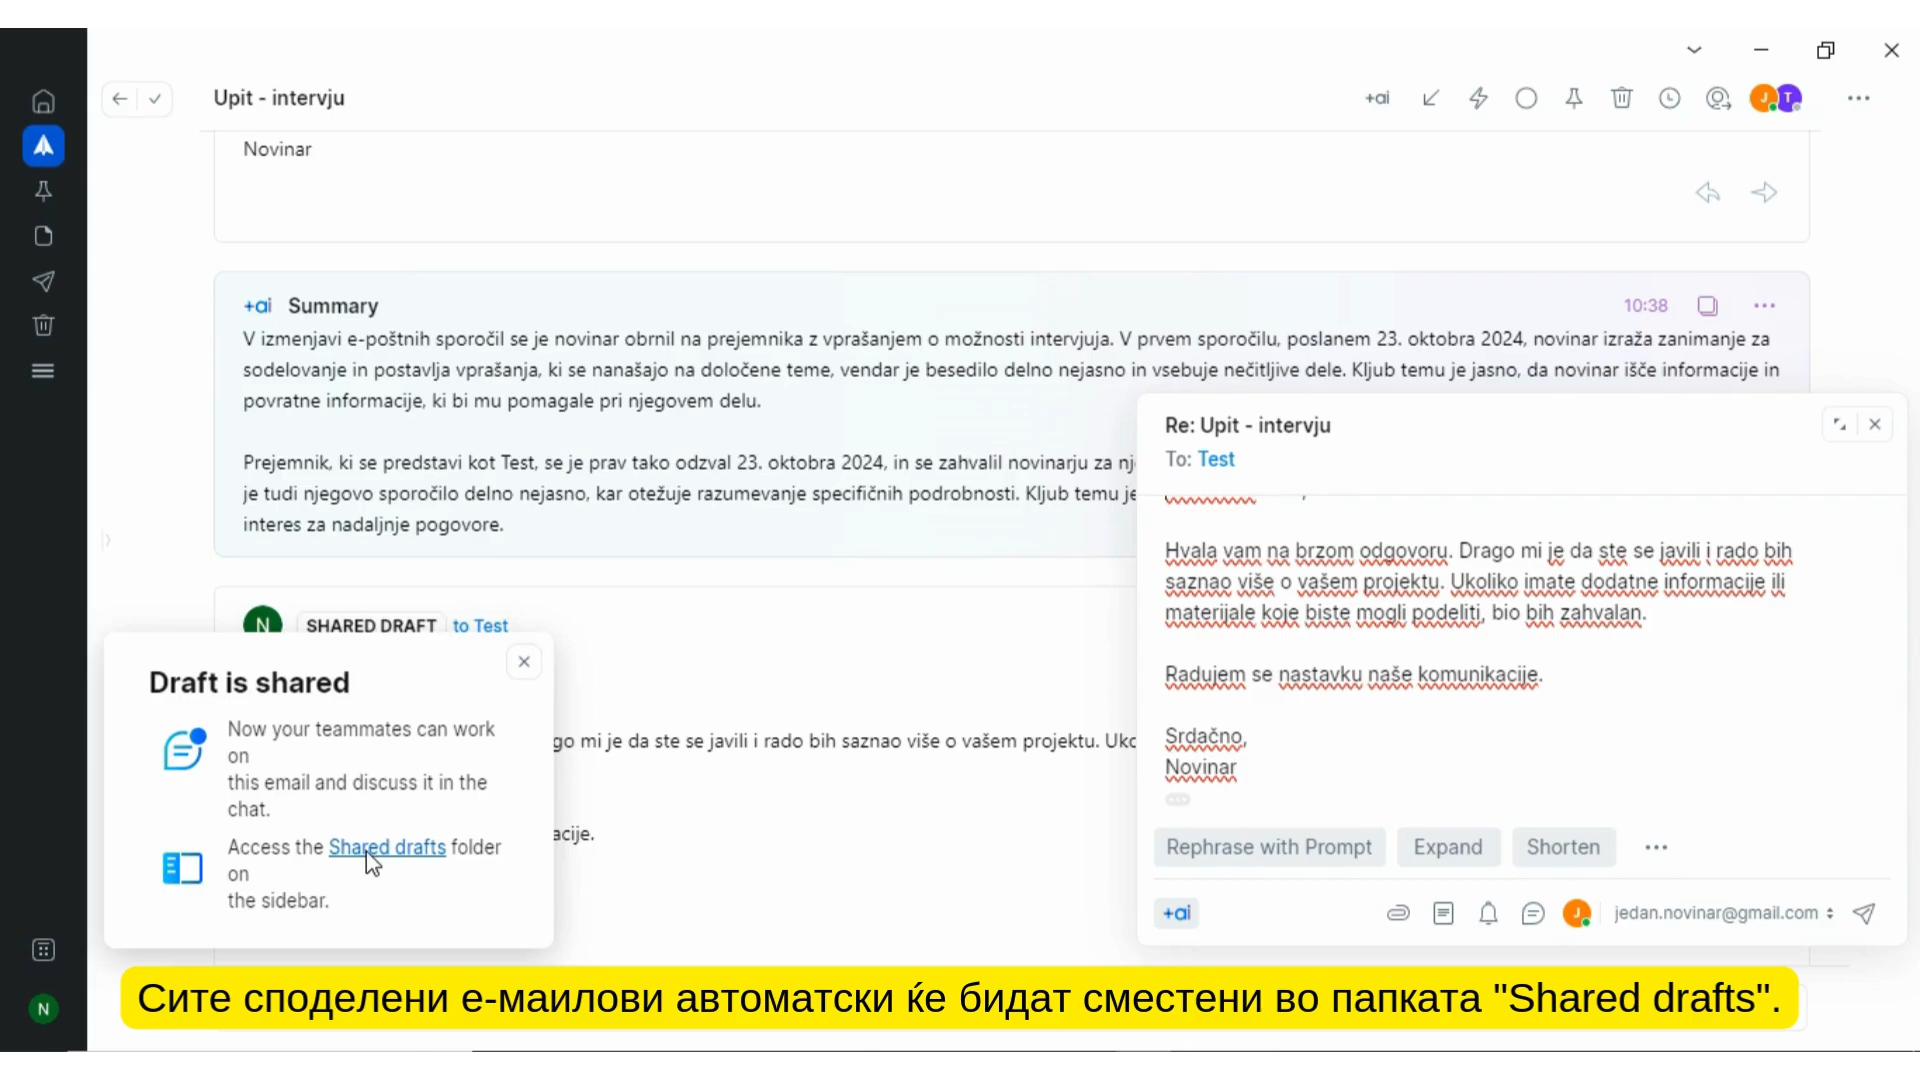 Upit - intervju
+ai
J
T
Novinar
+ai Summary
10:38
V izmenjavi e-poštnih sporočil se je novinar obrnil na prejemnika z vprašanjem o možnosti intervjuja. V prvem sporočilu, poslanem 23. oktobra 2024, novinar izraža zanimanje za
sodelovanje in postavlja vprašanja, ki se nanašajo na določene teme, vendar je besedilo delno nejasno in vsebuje nečitljive dele. Kljub temu je jasno, da novinar išče informacije in
povratne informacije, ki bi mu pomagale pri njegovem delu.
Prejemnik, ki se predstavi kot Test, se je prav tako odzval 23. oktobra 2024, in se zahvalil novinarju za nj
je tudi njegovo sporočilo delno nejasno, kar otežuje razumevanje specifičnih podrobnosti. Kljub temu je
interes za nadaljnje pogovore.
N SHARED DRAFT to Test
go mi je da ste se javili i rado bih saznao više o vašem projektu. Uko
acije.
Draft is shared
Now your teammates can work
on
this email and discuss it in the
chat.
Access the Shared drafts folder
on
the sidebar.
Re: Upit - intervju
To: Test
Hvala vam na brzom odgovoru. Drago mi je da ste se javili i rado bih
saznao više o vašem projektu. Ukoliko imate dodatne informacije ili
materijale koje biste mogli podeliti, bio bih zahvalan.
Radujem se nastavku naše komunikacije.
Srdačno,
Novinar
Rephrase with Prompt
Expand
Shorten
+ai
J
jedan.novinar@gmail.com
N
Сите споделени е-маилови автоматски ќе бидат сместени во папката "Shared drafts".